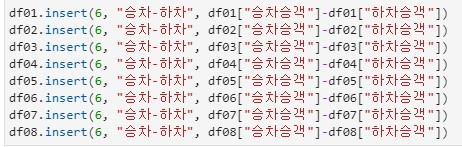 df01.insert(6, "승차-하차", df01["승차승객"]-df01["하차승객"])
df02.insert(6, "승차-하차", df02["승차승객"]-df02["하차승객"])
df03.insert(6, "승차-하차", df03["승차승객"]-df03["하차승객"])
df04.insert(6, "승차-하차", df04["승차승객"]-df04["하차승객"])
df05.insert(6, "승차-하차", df05["승차승객"]-df05["하차승객"])
df06.insert(6, "승차-하차", df06["승차승객"]-df06["하차승객"])
df07.insert(6, "승차-하차", df07["승차승객"]-df07["하차승객"])
df08.insert(6, "승차-하차", df08["승차승객"]-df08["하차승객"])